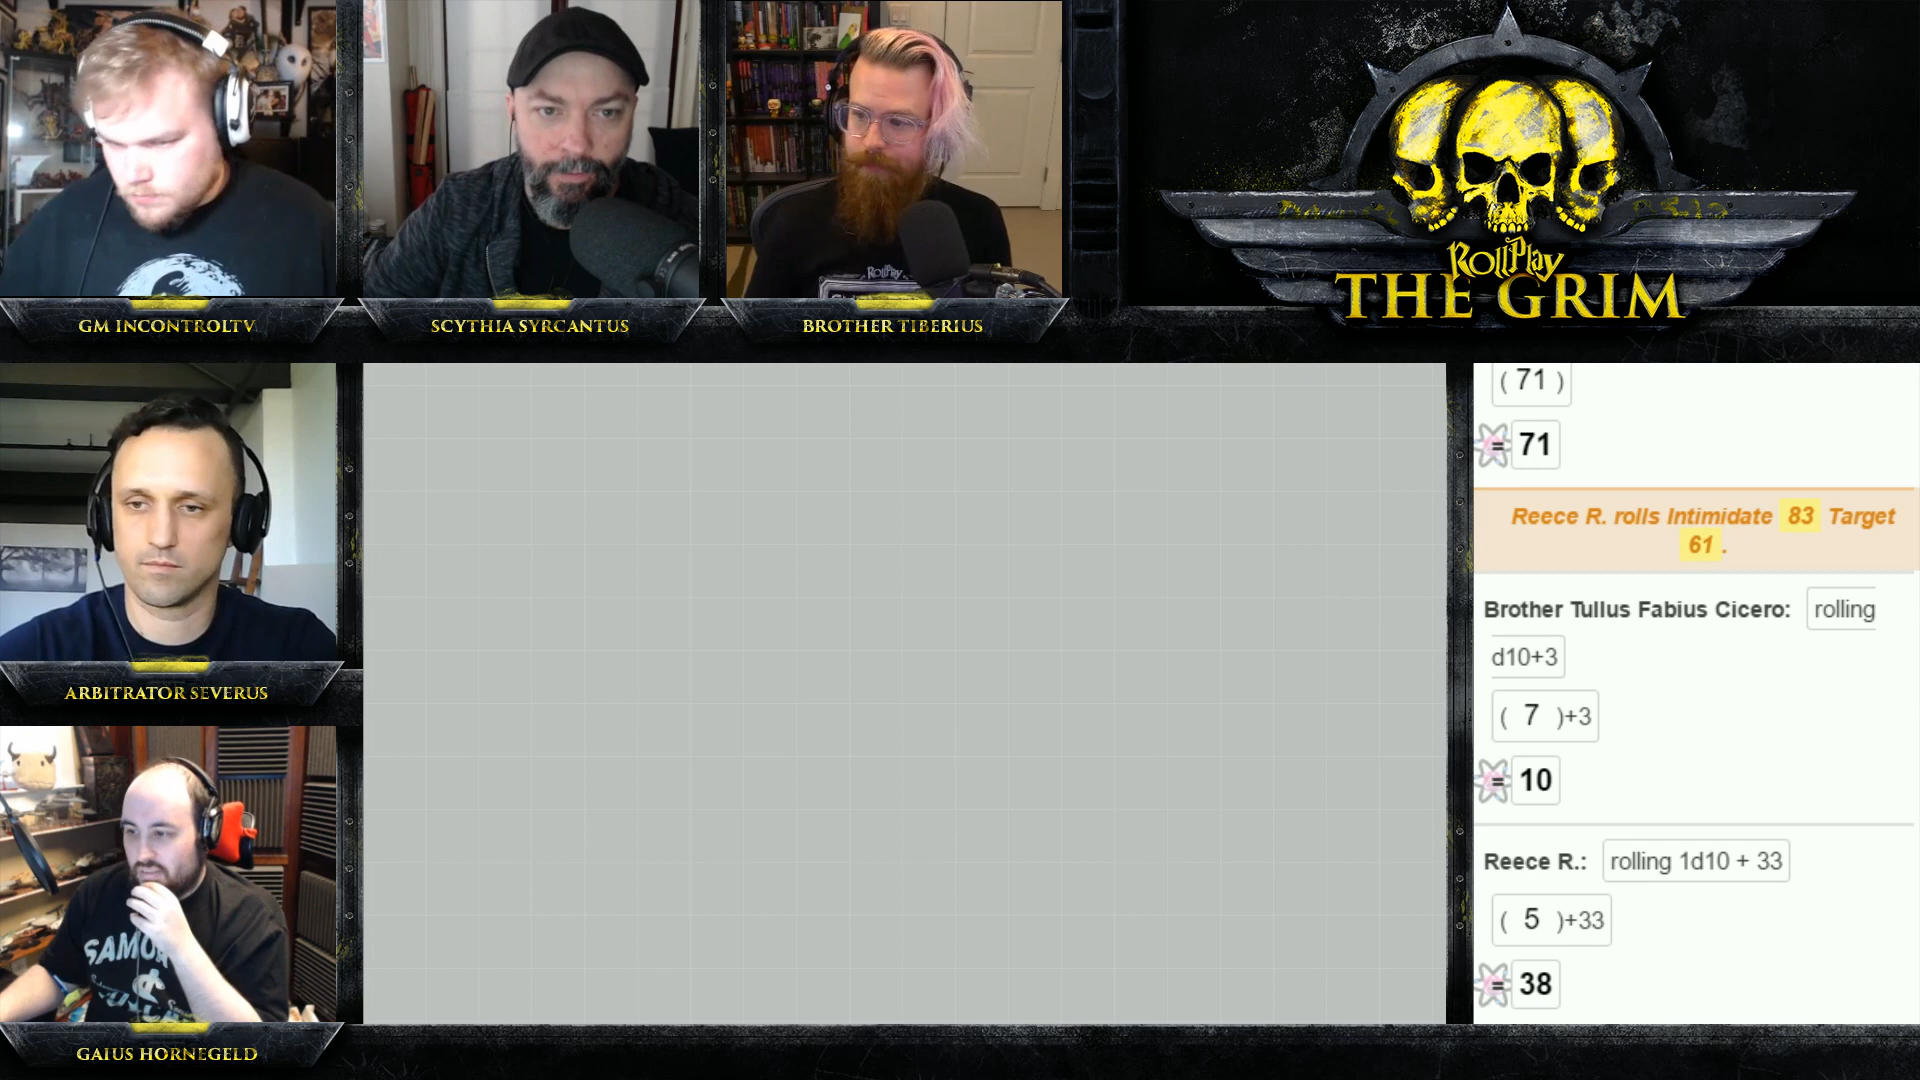 RollPlay
THE GRIM
GM INCONTROLTV
SCYTHIA SYRCANTUS
BROTHER TIBERIUS
ARBITRATOR SEVERUS
GAIUS HORNEGELD
( 71 )
= 71
Reece R. rolls Intimidate 83 Target
61 .
Brother Tullus Fabius Cicero: rolling
d10+3
( 7 )+3
= 10
Reece R.: rolling 1d10 + 33
( 5 )+33
= 38
RollPlay